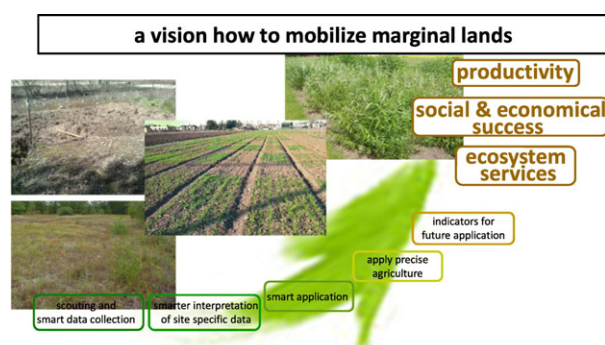 a vision how to mobilize marginal lands
productivity
social & economical
success
ecosystem
services
indicators for
future application
apply precise
agriculture
smart application
scouting and
smart data collection
smarter interpretation
of site specific data